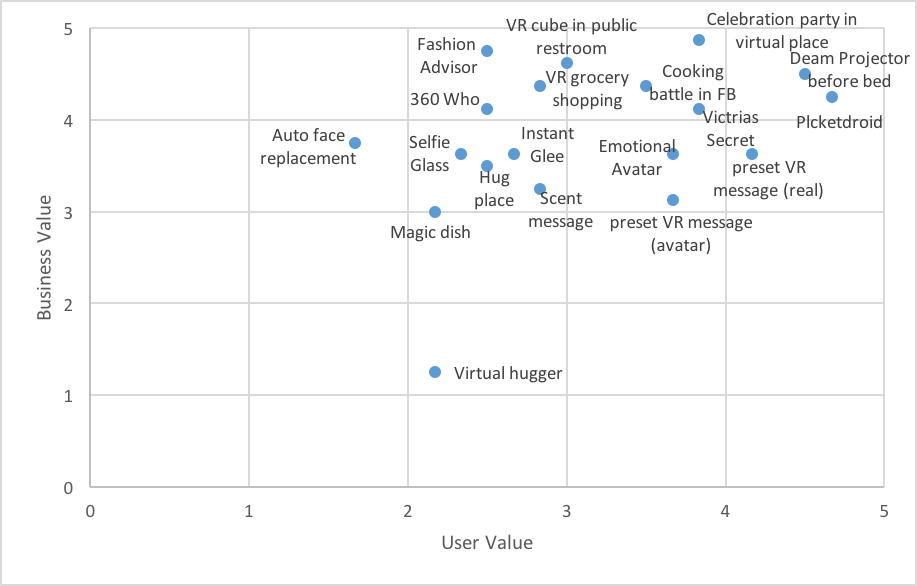 5
4
3
2
1
0
0
1
2
3
4
5
Business Value
User Value
VR cube in public
restroom
Celebration party in
virtual place
Fashion
Advisor
Deam Projector
before bed
VR grocery
shopping
Cooking
battle in FB
360 Who
Victrias
Secret
PIcketdroid
Auto face
replacement
Selfie
Glass
Instant
Glee
Emotional
Avatar
preset VR
message (real)
Hug
place
Scent
message
preset VR message
(avatar)
Magic dish
Virtual hugger